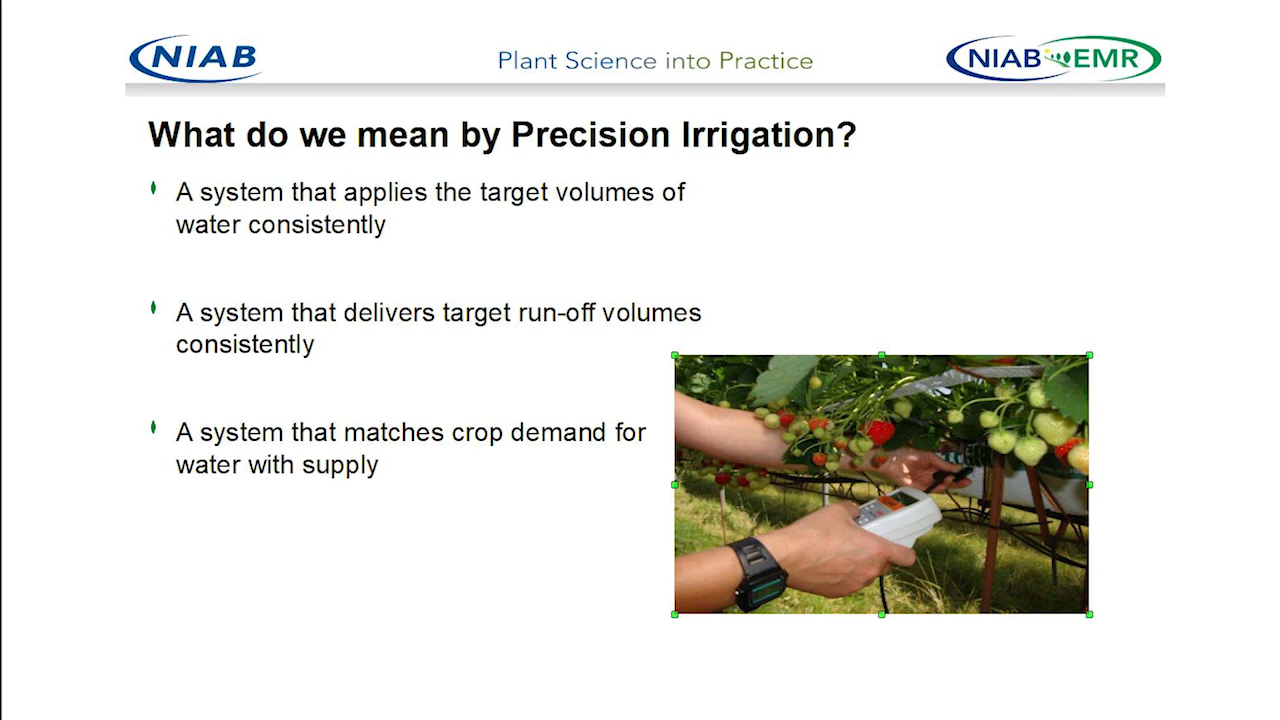 NIAB
Plant Science into Practice
NIAB EMR
What do we mean by Precision Irrigation?
A system that applies the target volumes of
water consistently
A system that delivers target run-off volumes
consistently
A system that matches crop demand for
water with supply